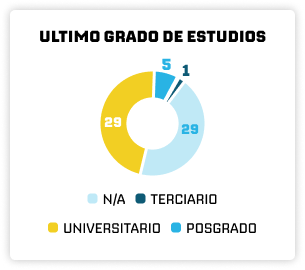 ULTIMO GRADO DE ESTUDIOS
5
1
29
29
N/A TERCIARIO
UNIVERSITARIO POSGRADO